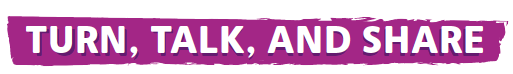 TURN, TALK, AND SHARE